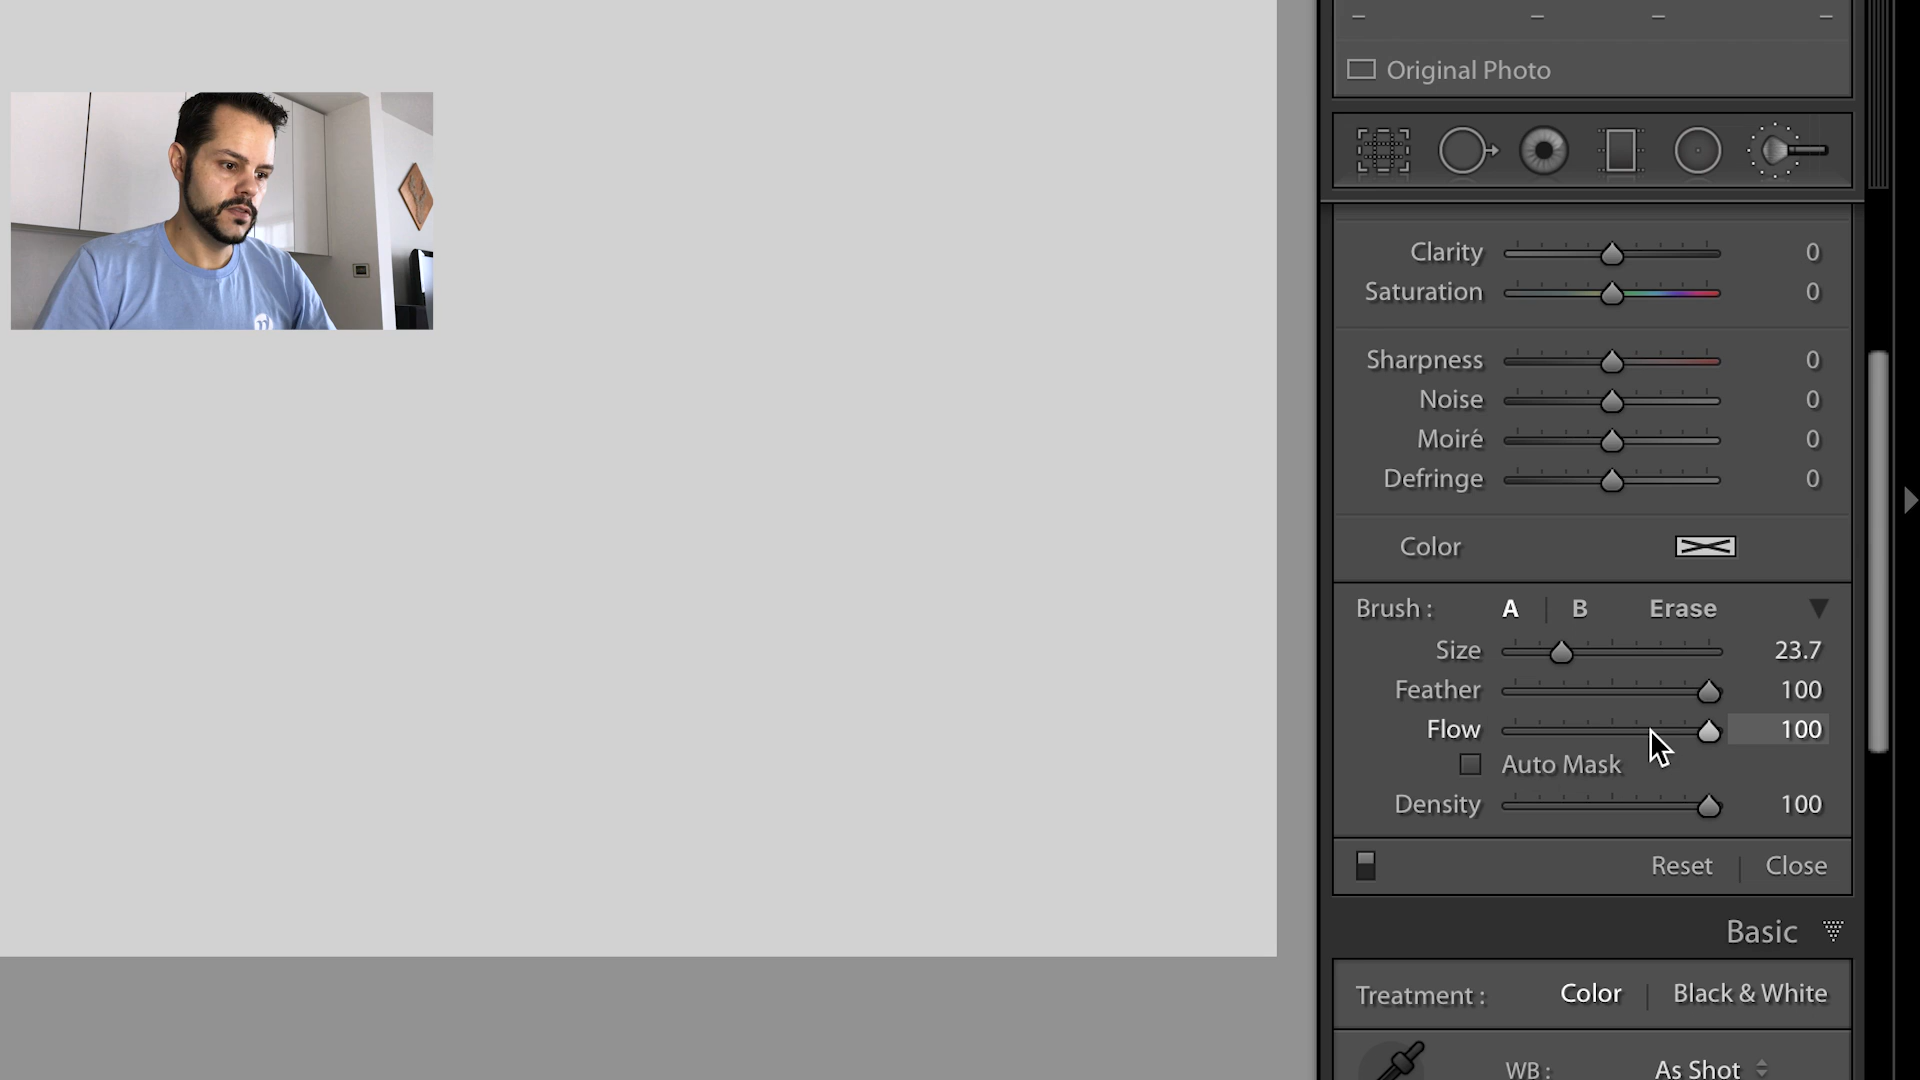 Original Photo
Clarity 0
Saturation 0
Sharpness 0
Noise 0
Moiré 0
Defringe 0
Color
Brush : A | B Erase
Size 23.7
Feather 100
Flow 100
Auto Mask
Density 100
Reset | Close
Basic
Treatment : Color | Black & White
WB : As Shot